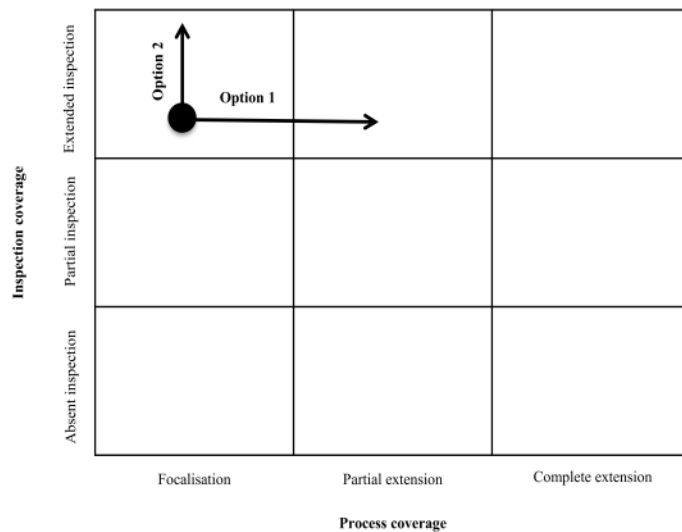 Option 2
Option 1
Inspection coverage
Extended inspection
Partial inspection
Absent inspection
Focalisation
Partial extension
Complete extension
Process coverage